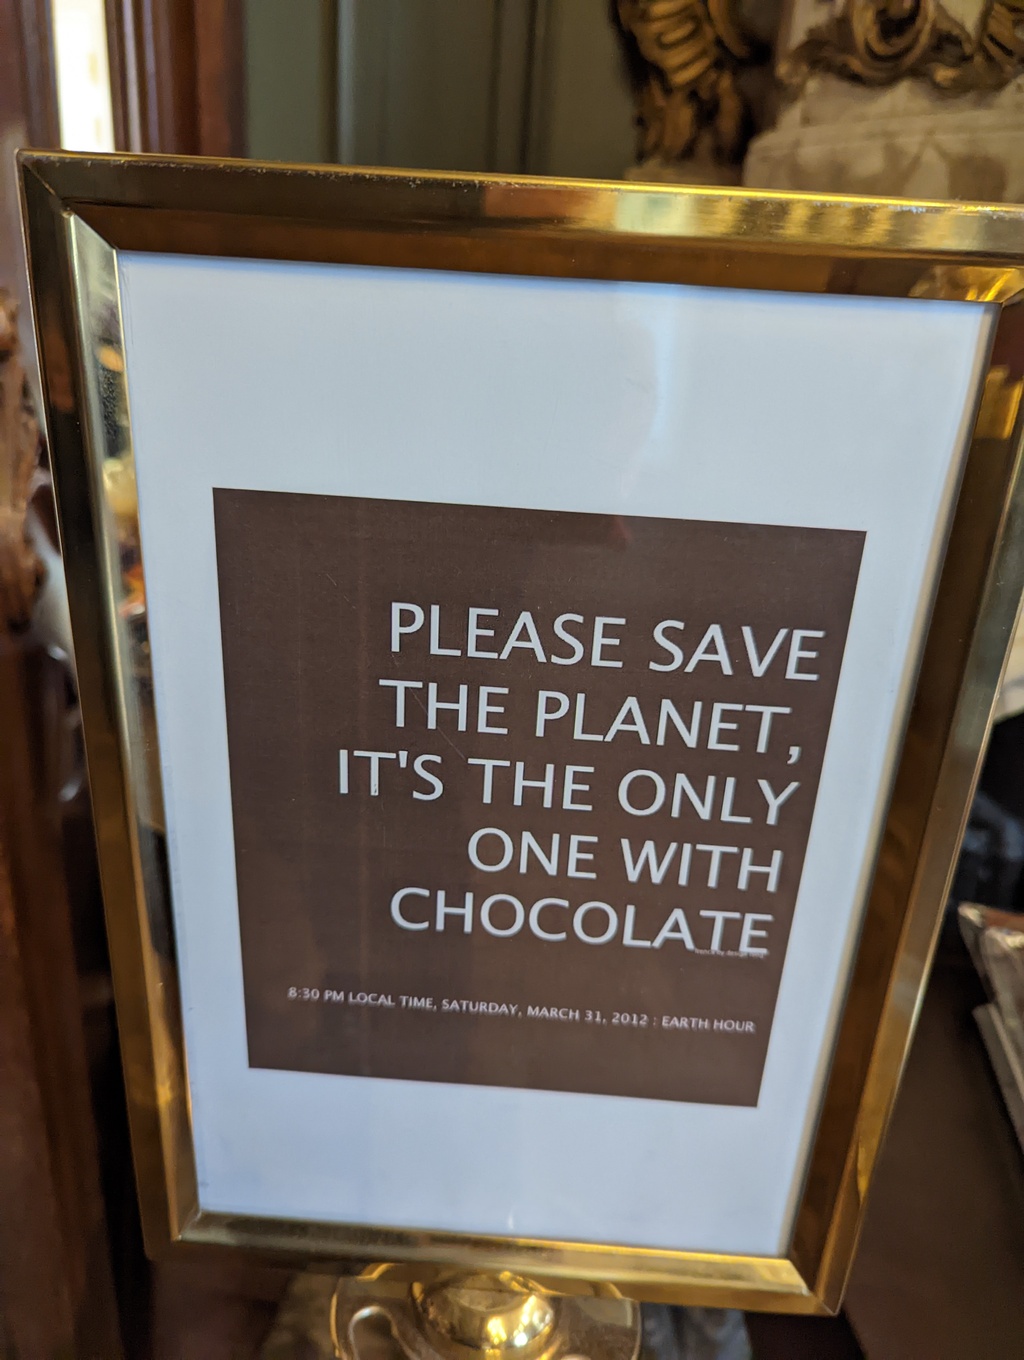 PLEASE SAVE
THE PLANET,
IT'S THE ONLY
ONE WITH
CHOCOLATE
8:30 PM LOCAL TIME, SATURDAY, MARCH 31, 2012 : EARTH HOUR